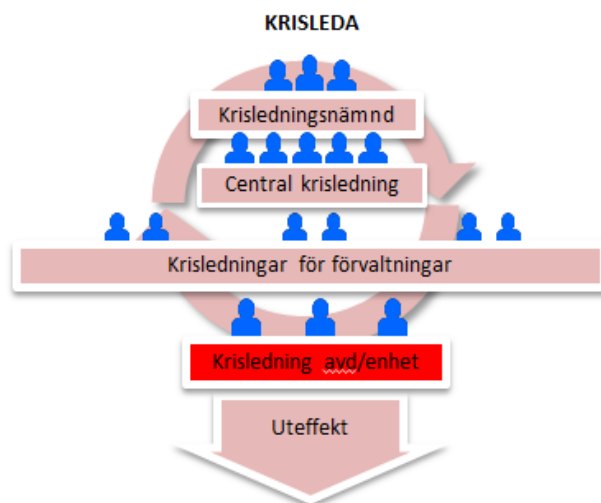 KRISLEDA
Krisledningsnämnd
Central krisledning
Krisledningar för förvaltningar
Krisledning avd/enhet
Uteffekt